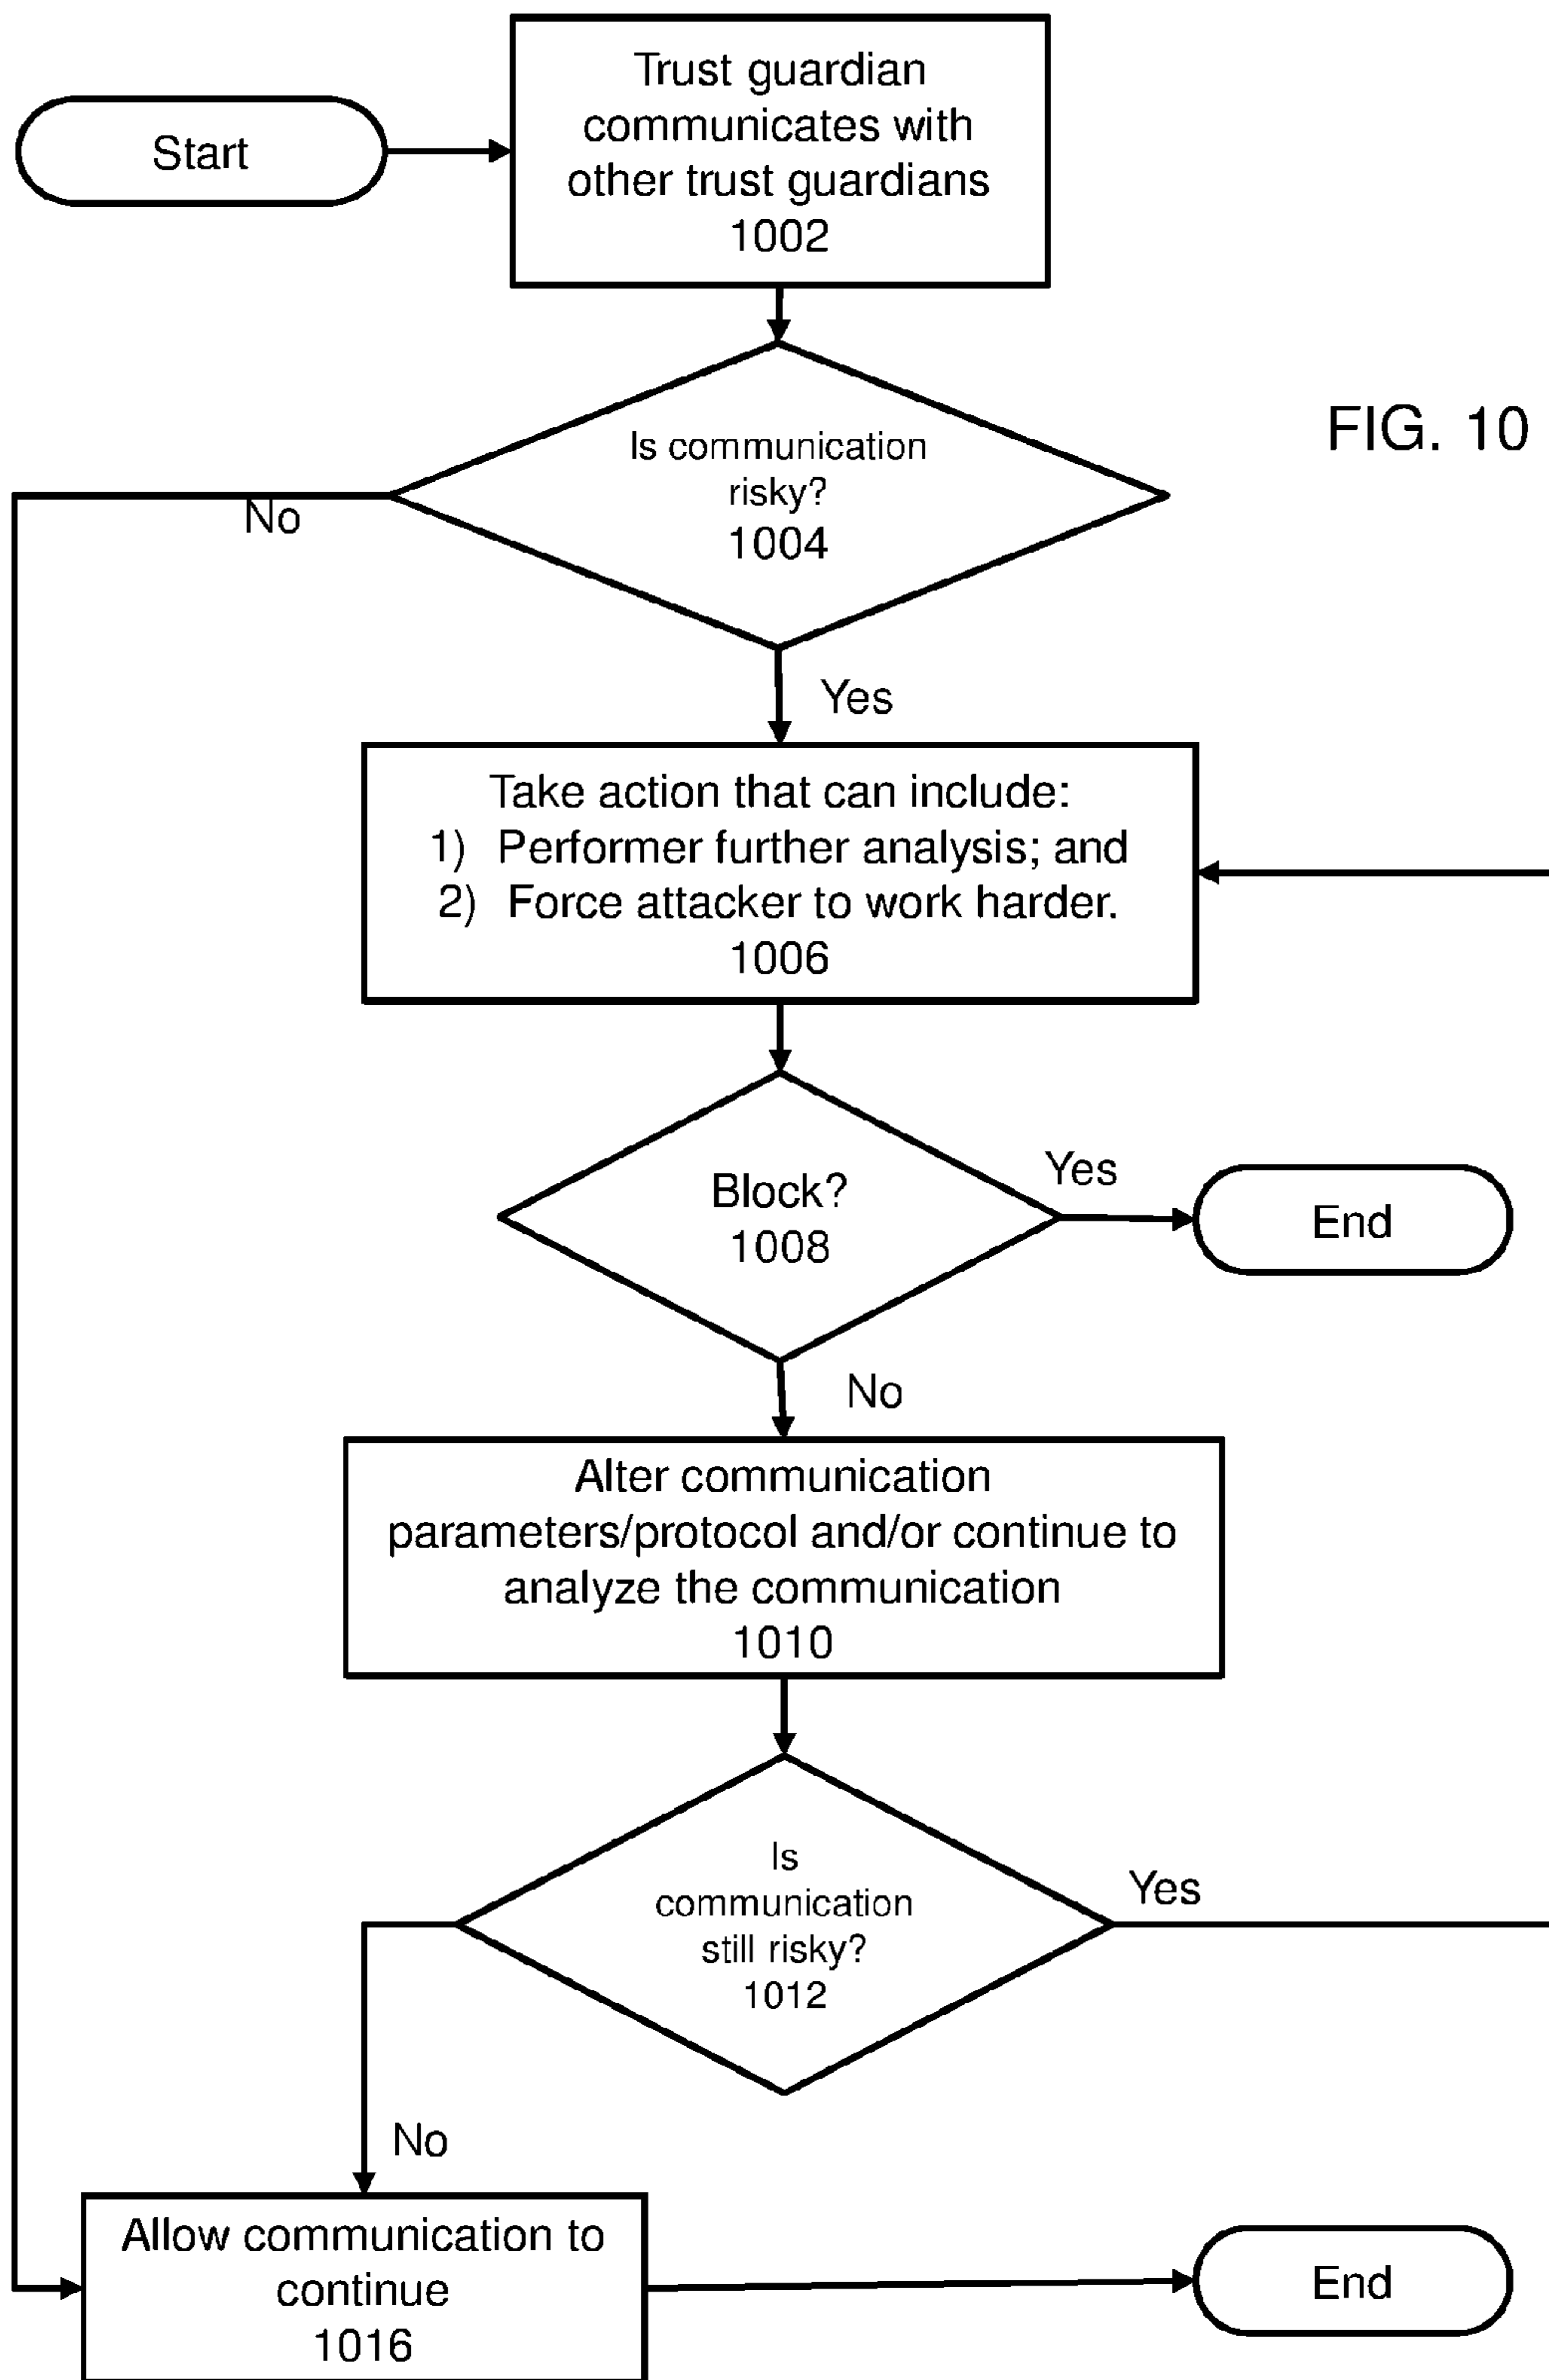 Start
Trust guardian
communicates with
other trust guardians
1002
FIG. 10
Is communication
risky?
1004
No
Yes
Take action that can include:
1) Performer further analysis; and
2) Force attacker to work harder.
1006
Block?
1008
Yes
End
No
Alter communication
parameters/protocol and/or continue to
analyze the communication
1010
Is
communication
still risky?
1012
Yes
No
Allow communication to
continue
1016
End